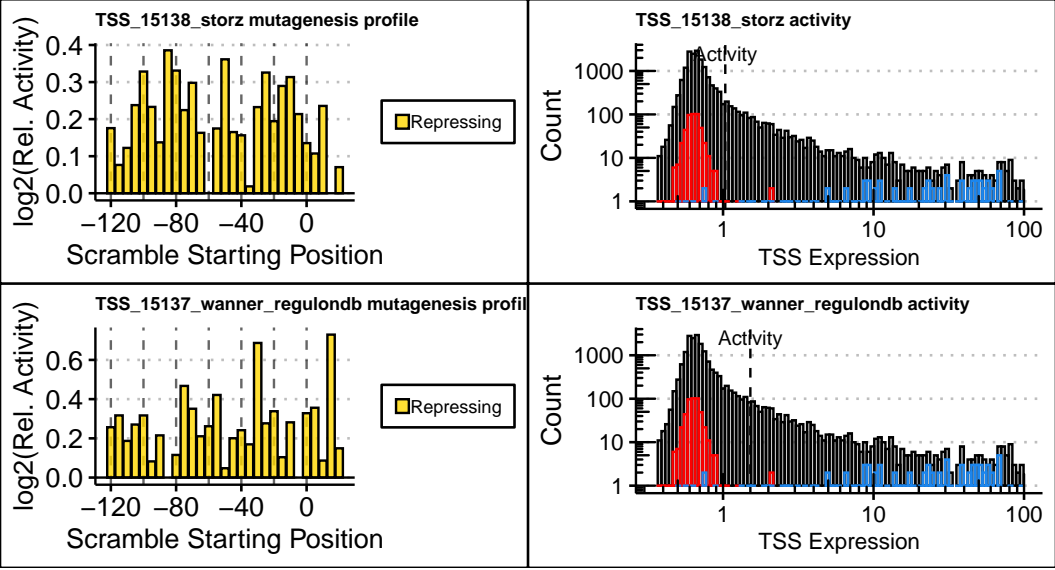 TSS_15138_storz mutagenesis profile
log2(Rel. Activity)
0.4
0.3
0.2
0.1
0.0
−120 −80 −40 0
Scramble Starting Position
Repressing
TSS_15138_storz activity
Activity
Count
1000
100
10
1
1 10 100
TSS Expression
TSS_15137_wanner_regulondb mutagenesis profil
log2(Rel. Activity)
0.6
0.4
0.2
0.0
−120 −80 −40 0
Scramble Starting Position
Repressing
TSS_15137_wanner_regulondb activity
Activity
Count
1000
100
10
1
1 10 100
TSS Expression